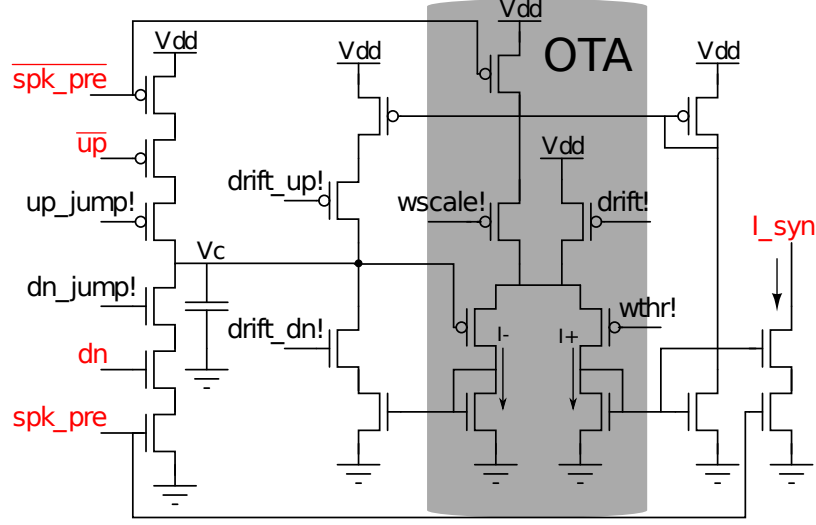 Vdd
OTA
Vdd
Vdd
Vdd
spk_pre
up
Vdd
drift_up!
up_jump!
wscale!
drift!
I_syn
Vc
dn_jump!
wthr!
drift_dn!
I-
I+
dn
spk_pre